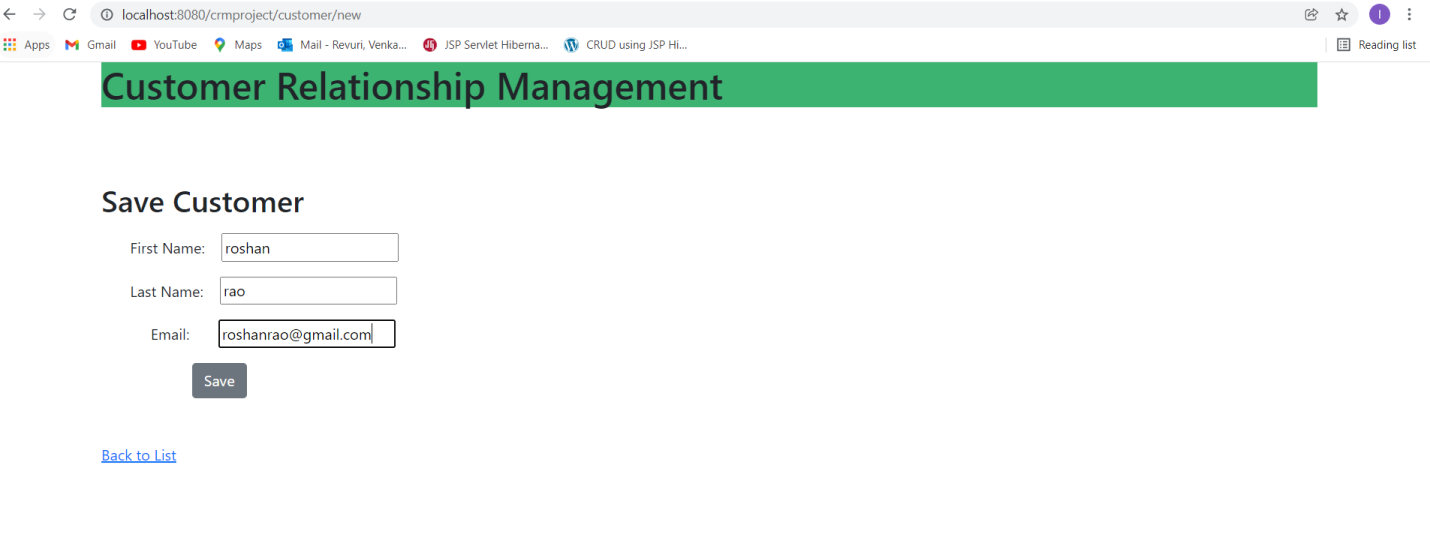 localhost:8080/crmproject/customer/new
I
Apps Gmail YouTube Maps Mail - Revuri, Venka... JSP Servlet Hiberna... CRUD using JSP Hi... Reading list
Customer Relationship Management
Save Customer
First Name: roshan
Last Name: rao
Email: roshanrao@gmail.com
Save
Back to List